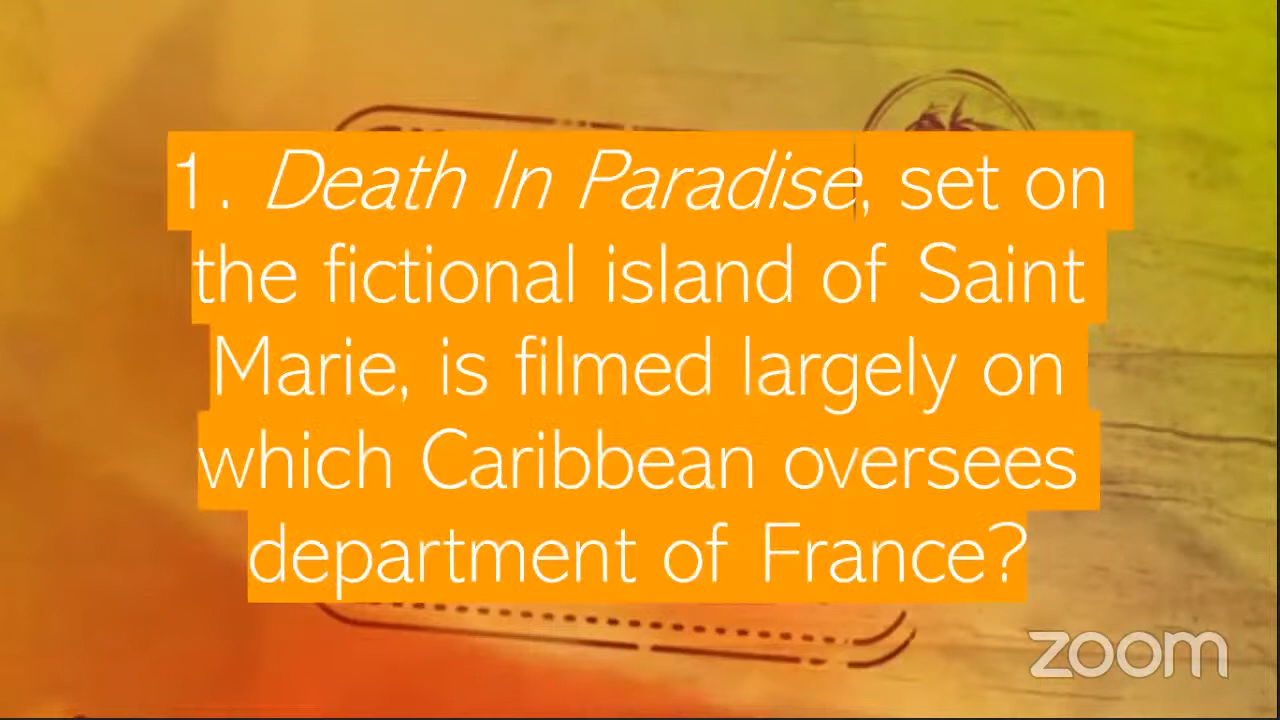 1. Death In Paradise, set on
the fictional island of Saint
Marie, is filmed largely on
which Caribbean oversees
department of France?
zoom